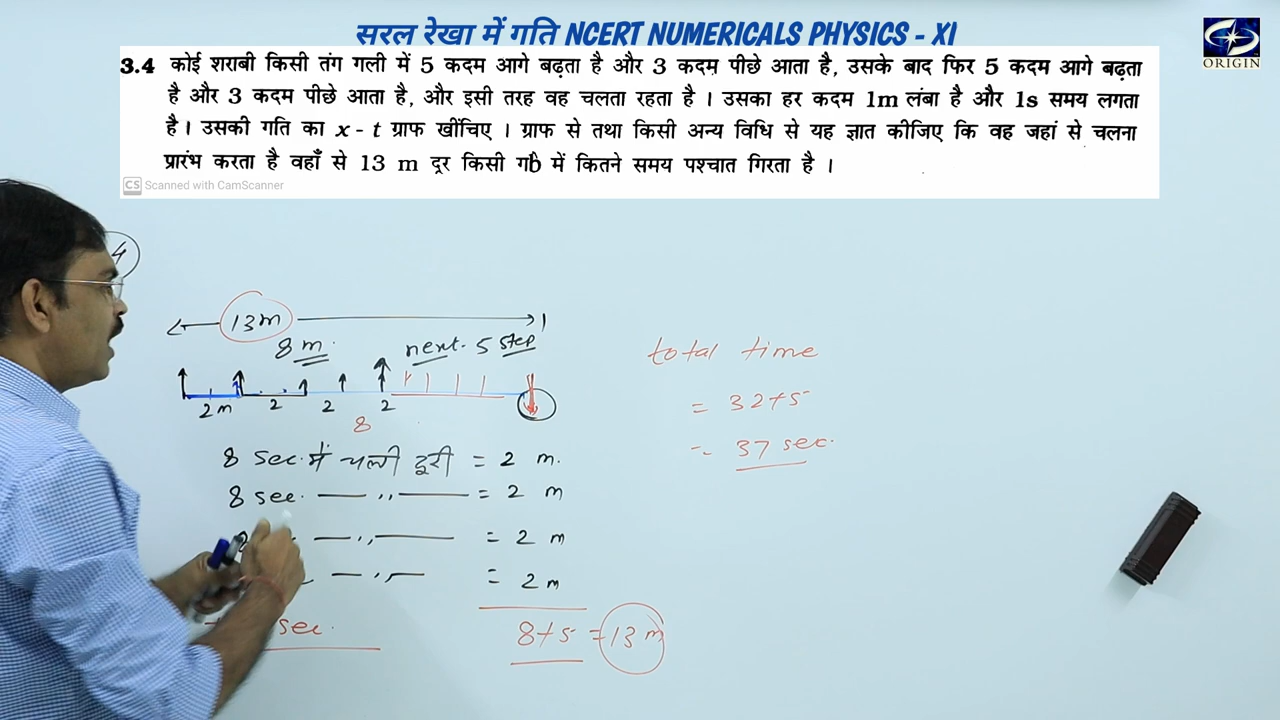 सरल रेखा में गति NCERT NUMERICALS PHYSICS - XI
ORIGIN
3.4 कोई शराबी किसी तंग गली में 5 कदम आगे बढ़ता है और 3 कदम पीछे आता है, उसके बाद फिर 5 कदम आगे बढ़ता
है और 3 कदम पीछे आता है, और इसी तरह वह चलता रहता है । उसका हर कदम 1m लंबा है और 1s समय लगता
है। उसकी गति का x - t ग्राफ खींचिए । ग्राफ से तथा किसी अन्य विधि से यह ज्ञात कीजिए कि वह जहां से चलना
प्रारंभ करता है वहाँ से 13 m दूर किसी में कितने समय पश्चात गिरता है ।
CS Scanned with CamScanner
4
13m
8 m. next. 5 step
2m 2 2 2
8
8 sec. में चली दूरी = 2 m.
8 sec. — ,, — = 2 m
— ,, — = 2 m
— ,, — = 2 m
sec. 8+5 = 13 m
total time
= 32+5
= 37 sec.